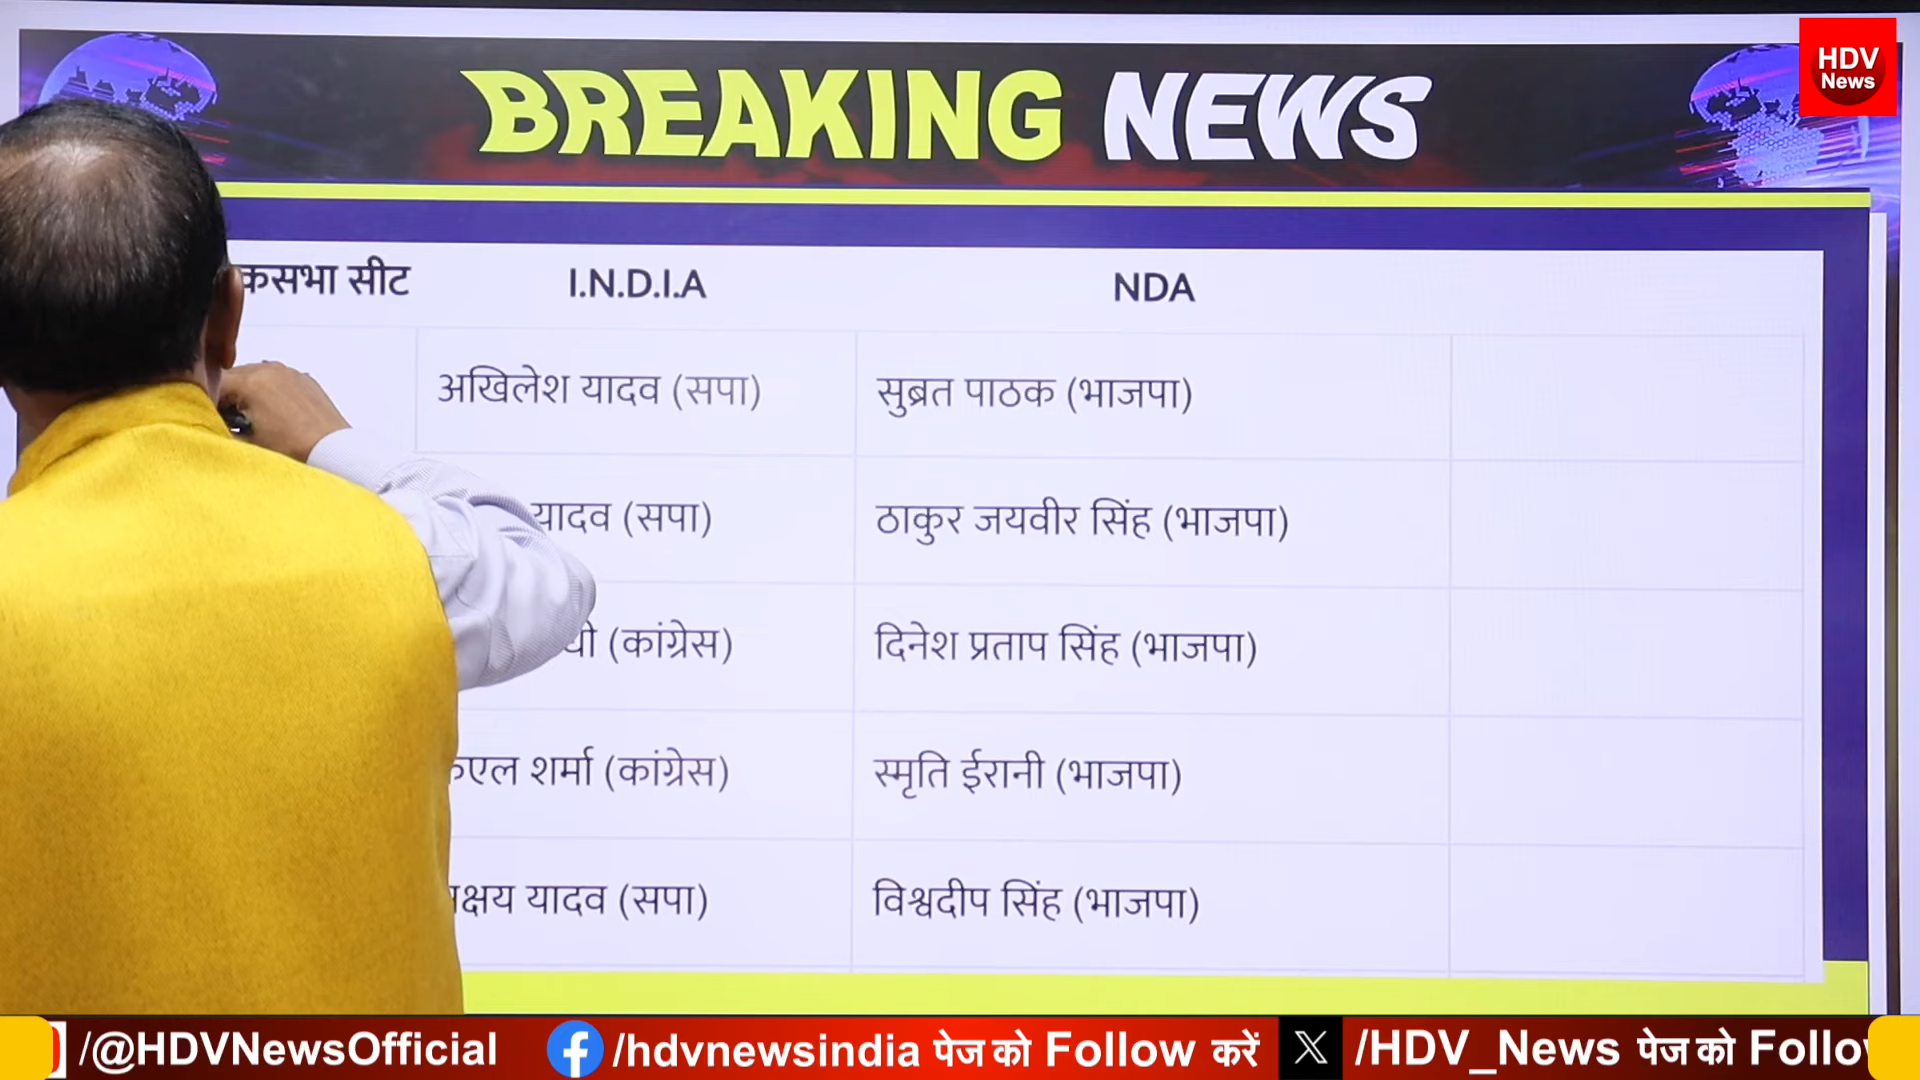 BREAKING NEWS
HDV
News
सीट
I.N.D.I.A
NDA
अखिलेश यादव (सपा)
सुब्रत पाठक (भाजपा)
यादव (सपा)
ठाकुर जयवीर सिंह (भाजपा)
(कांग्रेस)
दिनेश प्रताप सिंह (भाजपा)
शर्मा (कांग्रेस)
स्मृति ईरानी (भाजपा)
यादव (सपा)
विश्वदीप सिंह (भाजपा)
/@HDVNewsOfficial
/hdvnewsindia पेज को Follow करें
/HDV_News पेज को